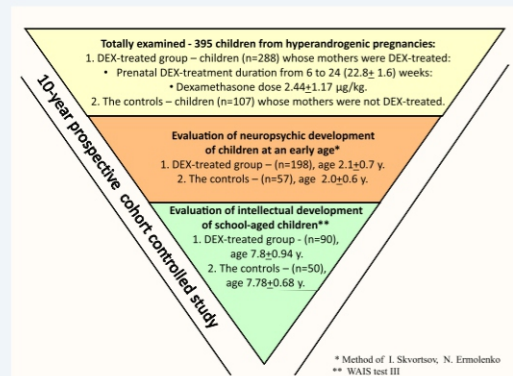 Totally examined - 395 children from hyperandrogenic pregnancies:
1. DEX-treated group – children (n=288) whose mothers were DEX-treated:
• Prenatal DEX-treatment duration from 6 to 24 (22.8± 1.6) weeks:
• Dexamethasone dose 2.44±1.17 µg/kg.
2. The controls – children (n=107) whose mothers were not DEX-treated.
10-year prospective cohort controlled study
Evaluation of neuropsychic development
of children at an early age*
1. DEX-treated group – (n=198), age 2.1±0.7 y.
2. The controls – (n=57), age 2.0±0.6 y.
Evaluation of intellectual development
of school-aged children**
1. DEX-treated group - (n=90),
age 7.8±0.94 y.
2. The controls – (n=50),
age 7.78±0.68 y.
* Method of I. Skvortsov, N. Ermolenko
** WAIS test III